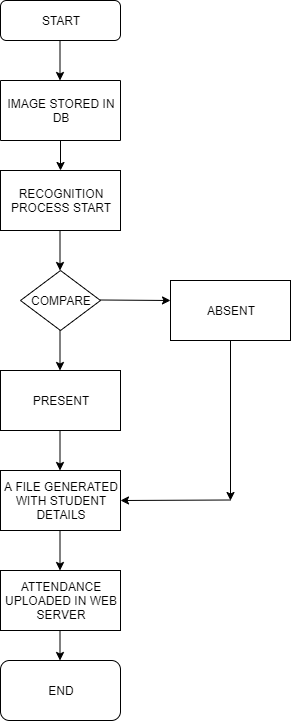 START
IMAGE STORED IN
DB
RECOGNITION
PROCESS START
COMPARE
ABSENT
PRESENT
A FILE GENERATED
WITH STUDENT
DETAILS
ATTENDANCE
UPLOADED IN WEB
SERVER
END